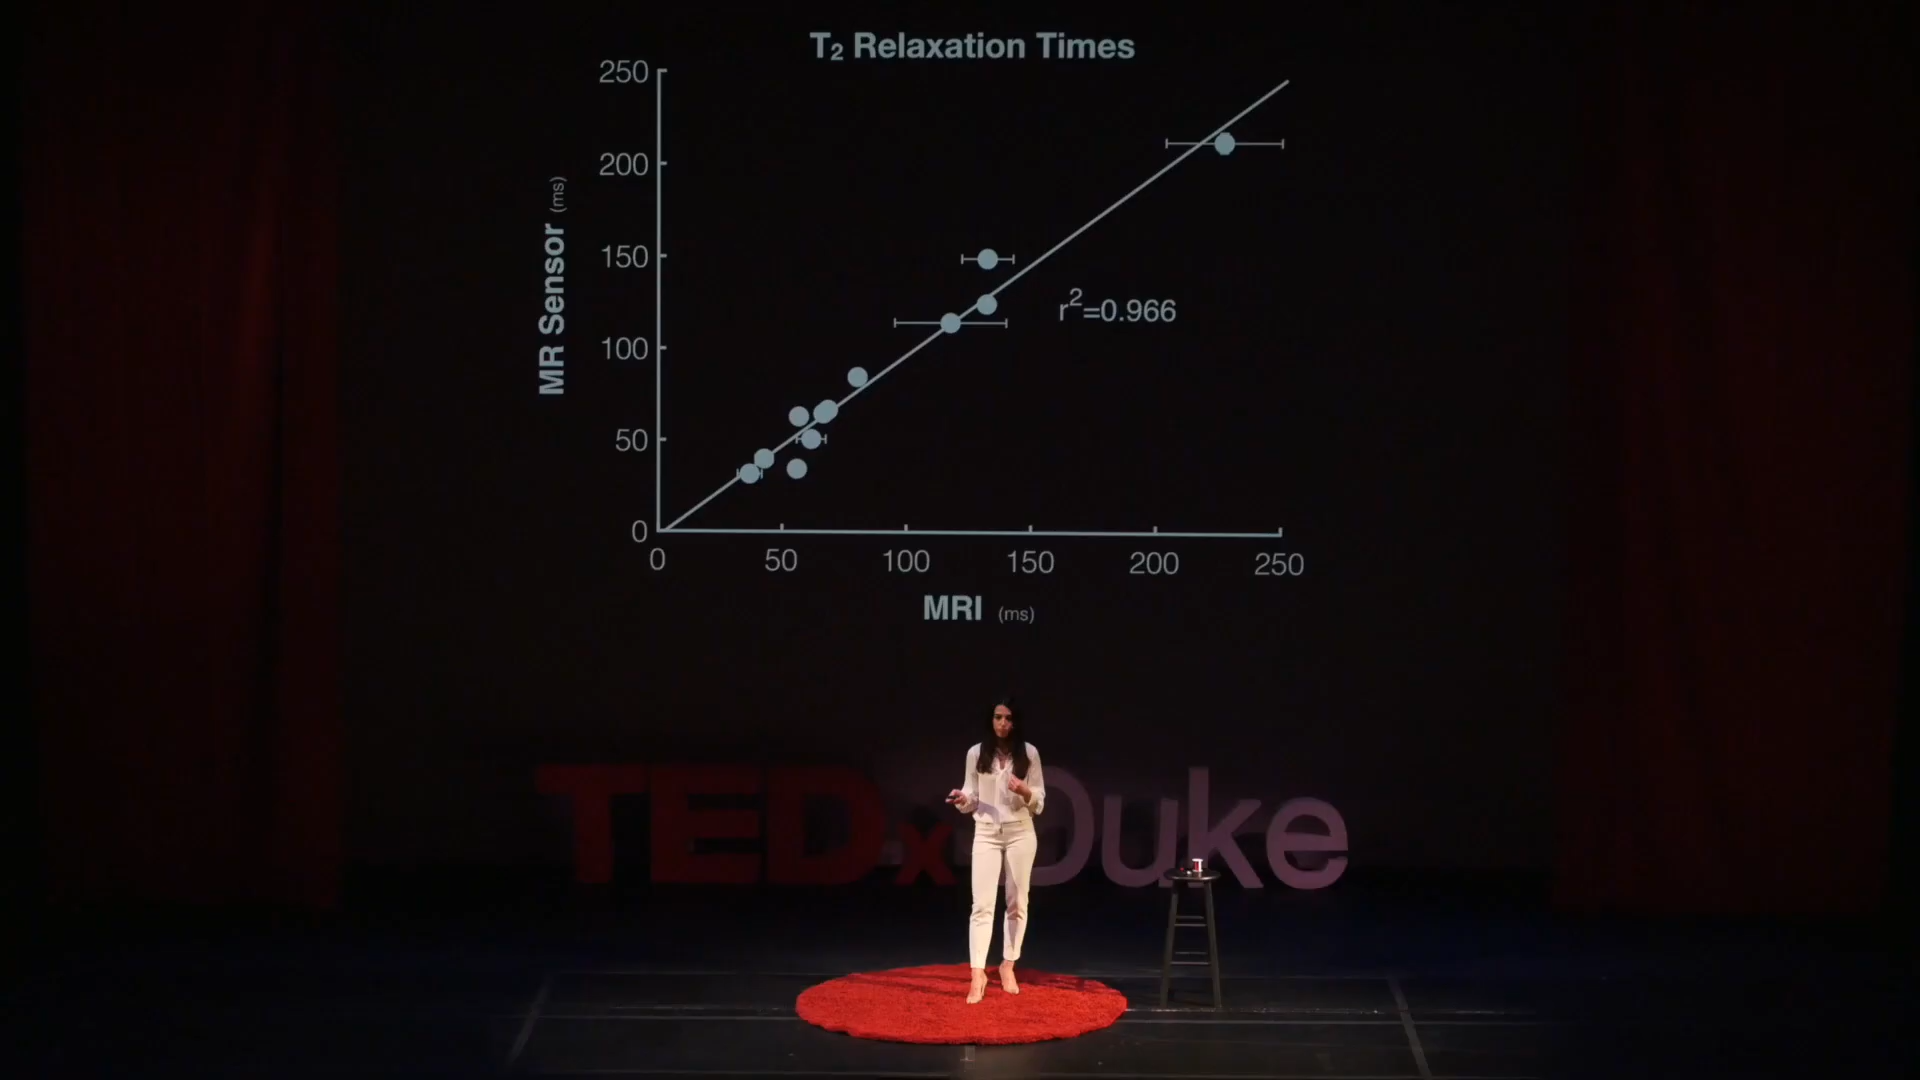 T₂ Relaxation Times
250
200
150
100
50
0
MR Sensor (ms)
r²=0.966
0 50 100 150 200 250
MRI (ms)
TEDxDuke